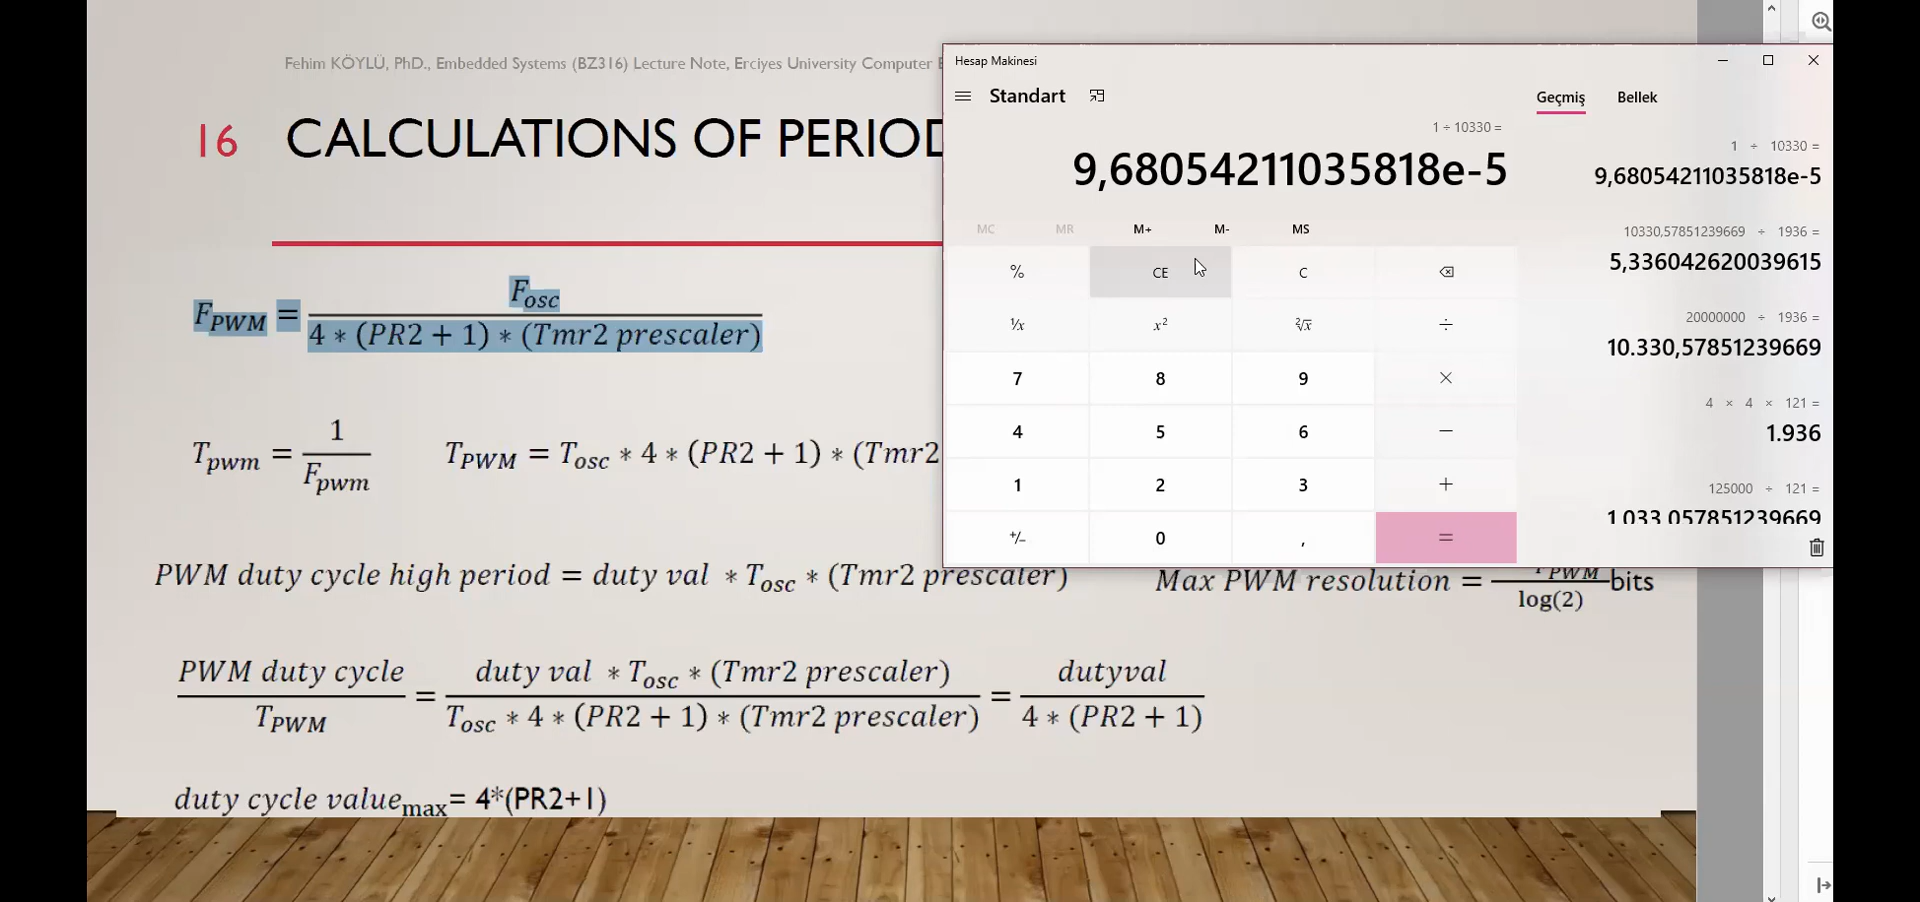 Fehim KÖYLÜ, PhD., Embedded Systems (BZ316) Lecture Note, Erciyes University Computer
16 CALCULATIONS OF PERIOD
F_PWM = F_osc / 4 * (PR2 + 1) * (Tmr2 prescaler)
T_pwm = 1 / F_pwm T_PWM = T_osc * 4 * (PR2 + 1) * (Tmr2
PWM duty cycle high period = duty val * T_osc * (Tmr2 prescaler)
Max PWM resolution = F_PWM / log(2) bits
PWM duty cycle / T_PWM = duty val * T_osc * (Tmr2 prescaler) / T_osc * 4 * (PR2 + 1) * (Tmr2 prescaler) = dutyval / 4 * (PR2 + 1)
duty cycle value_max= 4*(PR2+1)
Hesap Makinesi
Standart
1 ÷ 10330 =
9,68054211035818e-5
MC MR M+ M- MS
% CE C
¹/x x² ²√x ÷
7 8 9 ×
4 5 6 −
1 2 3 +
+/− 0 , =
Geçmiş Bellek
1 ÷ 10330 =
9,68054211035818e-5
10330,57851239669 ÷ 1936 =
5,336042620039615
20000000 ÷ 1936 =
10.330,57851239669
4 × 4 × 121 =
1.936
125000 ÷ 121 =
1.033,057851239669